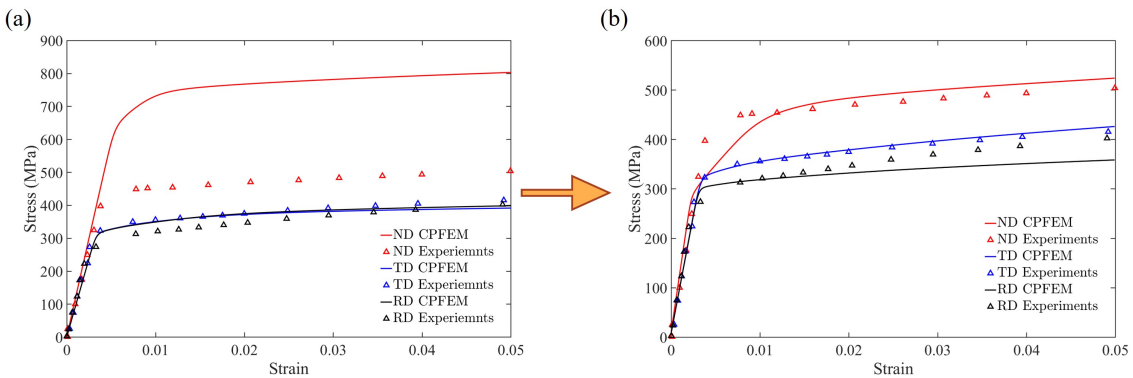 (a)
900
800
700
600
500
400
300
200
100
0
Stress (MPa)
ND CPFEM
ND Experiemnts
TD CPFEM
TD Experiemnts
RD CPFEM
RD Experiemnts
0 0.01 0.02 0.03 0.04 0.05
Strain
(b)
600
500
400
300
200
100
0
Stress (MPa)
ND CPFEM
ND Experiments
TD CPFEM
TD Experiments
RD CPFEM
RD Experiments
0 0.01 0.02 0.03 0.04 0.05
Strain